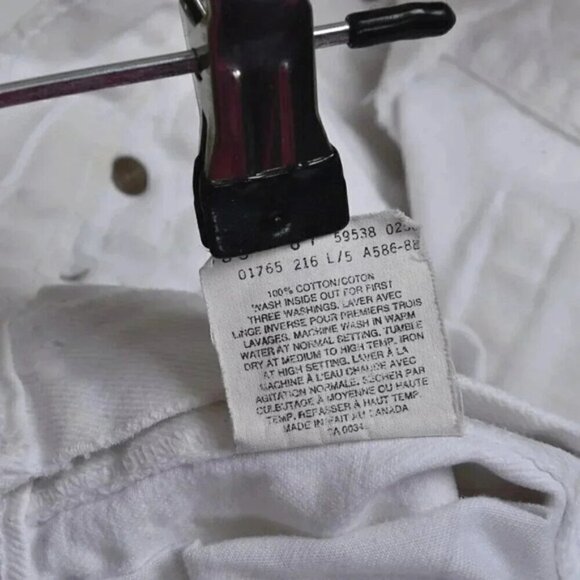 59538
01765 216 L/5 A586-8
100% COTTON/COTON
WASH INSIDE OUT FOR FIRST
THREE WASHINGS. LAVER AVEC
LINGE INVERSE POUR PREMIERS TROIS
LAVAGES. MACHINE WASH IN WARM
WATER AT NORMAL SETTING. TUMBLE
DRY AT MEDIUM TO HIGH TEMP. IRON
AT HIGH SETTING. LAVER À LA
MACHINE À L'EAU CHAUDE AVEC
AGITATION NORMALE. SÉCHER PAR
CULBUTAGE À MOYENNE OU HAUTE
TEMP. REPASSER À HAUT TEMP.
MADE IN/FAIT AU CANADA
CA 0034